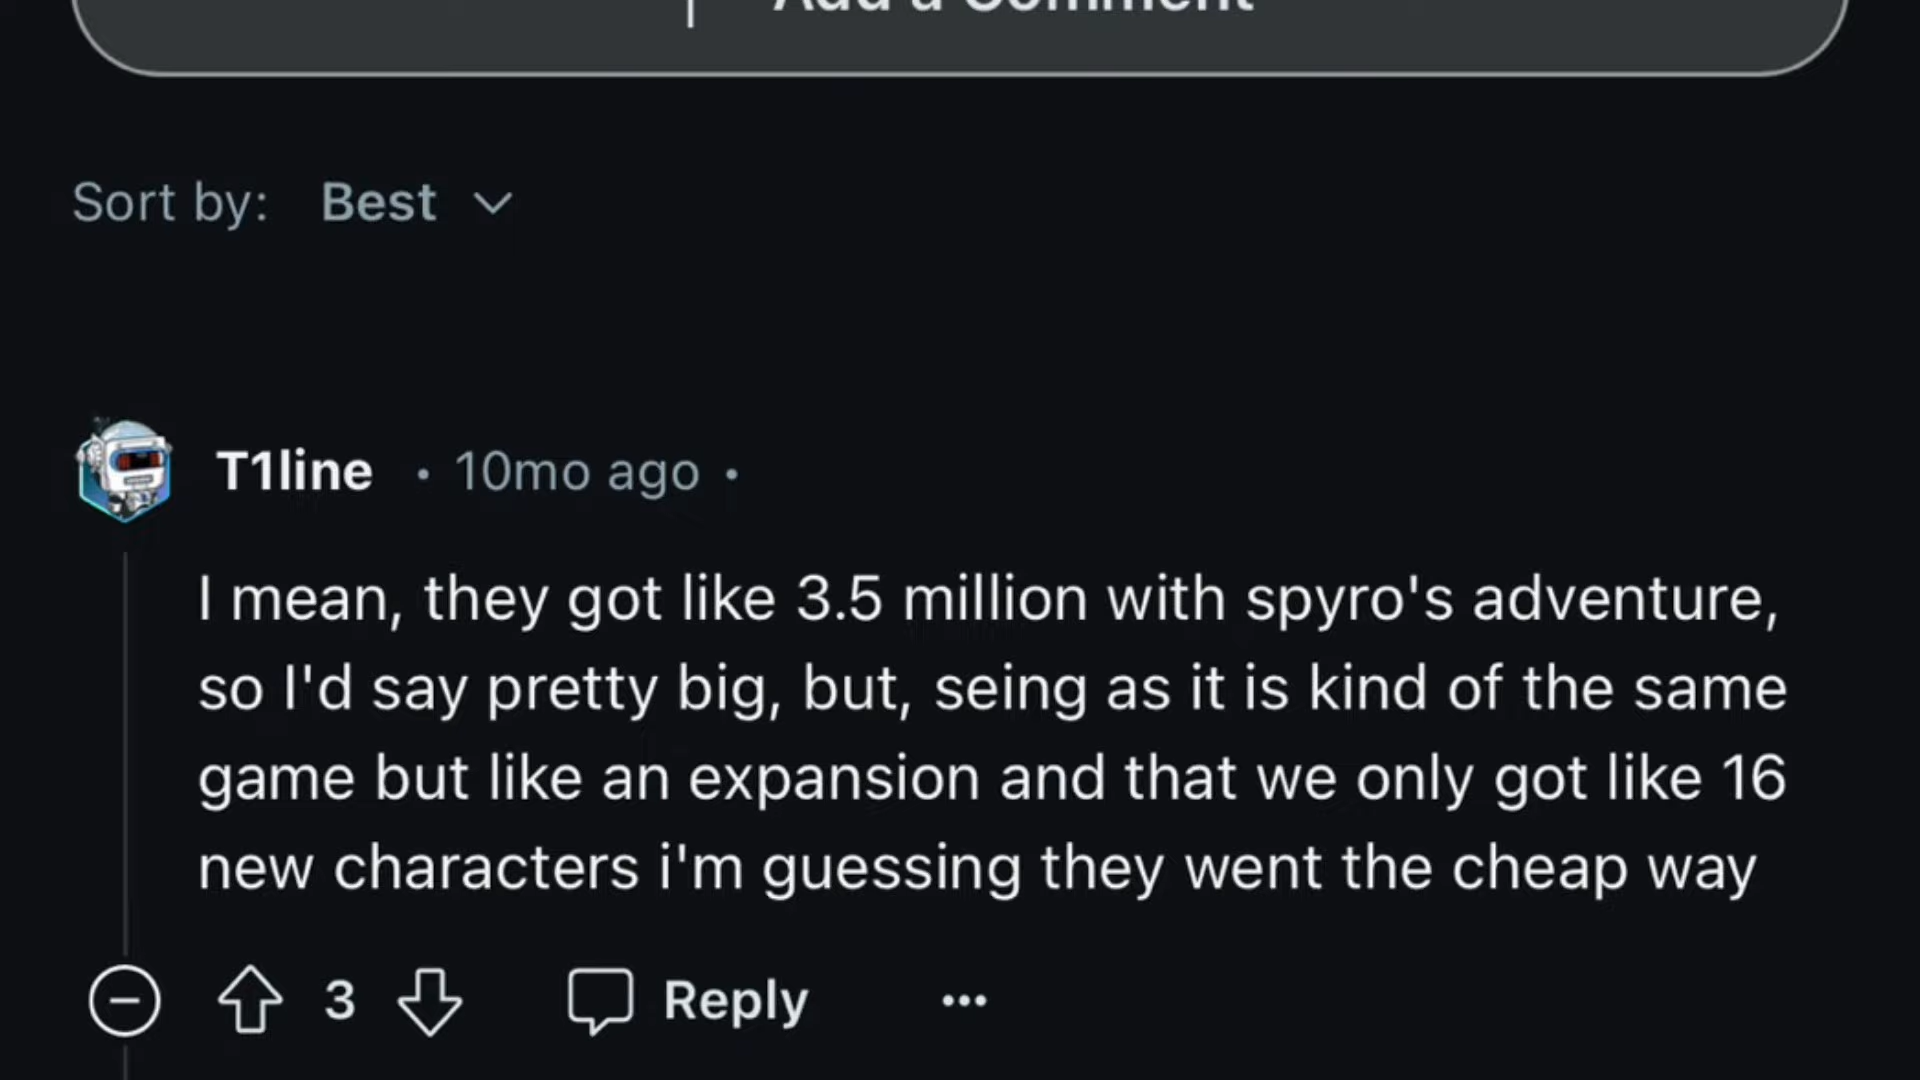 Add a Comment
Sort by: Best
T1line • 10mo ago •
I mean, they got like 3.5 million with spyro's adventure,
so I'd say pretty big, but, seing as it is kind of the same
game but like an expansion and that we only got like 16
new characters i'm guessing they went the cheap way
3 Reply ...